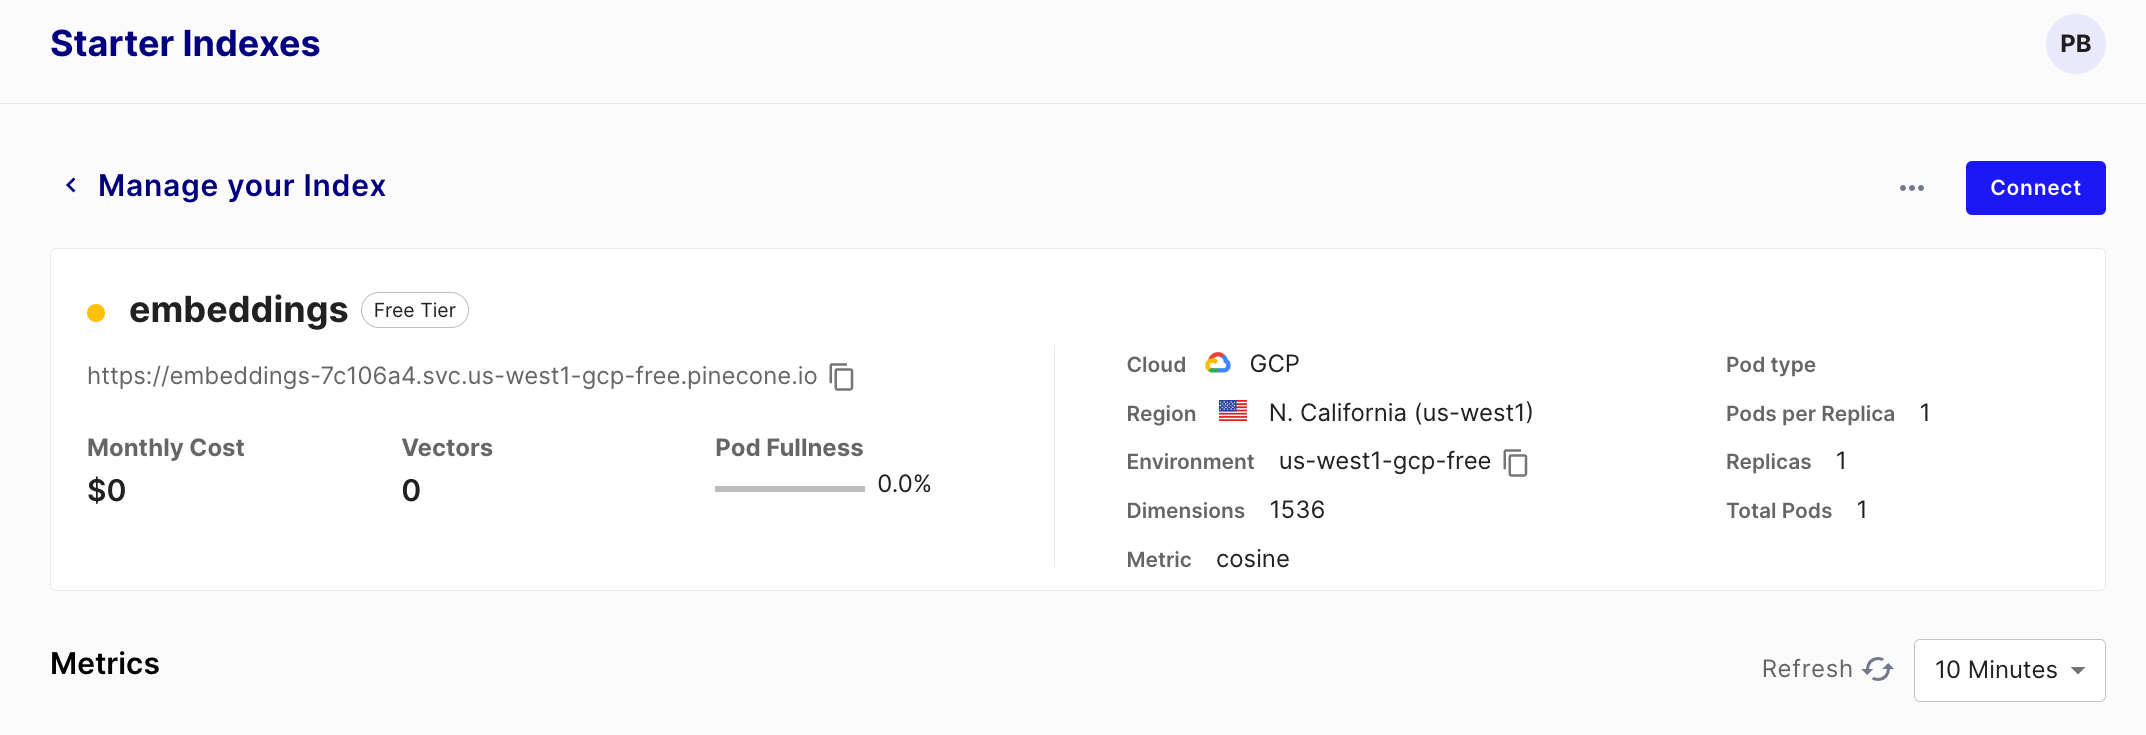 Starter Indexes
PB
Manage your Index
Connect
embeddings
Free Tier
https://embeddings-7c106a4.svc.us-west1-gcp-free.pinecone.io
Monthly Cost
$0
Vectors
0
Pod Fullness
0.0%
Cloud GCP
Region N. California (us-west1)
Environment us-west1-gcp-free
Dimensions 1536
Metric cosine
Pod type
Pods per Replica 1
Replicas 1
Total Pods 1
Metrics
Refresh
10 Minutes